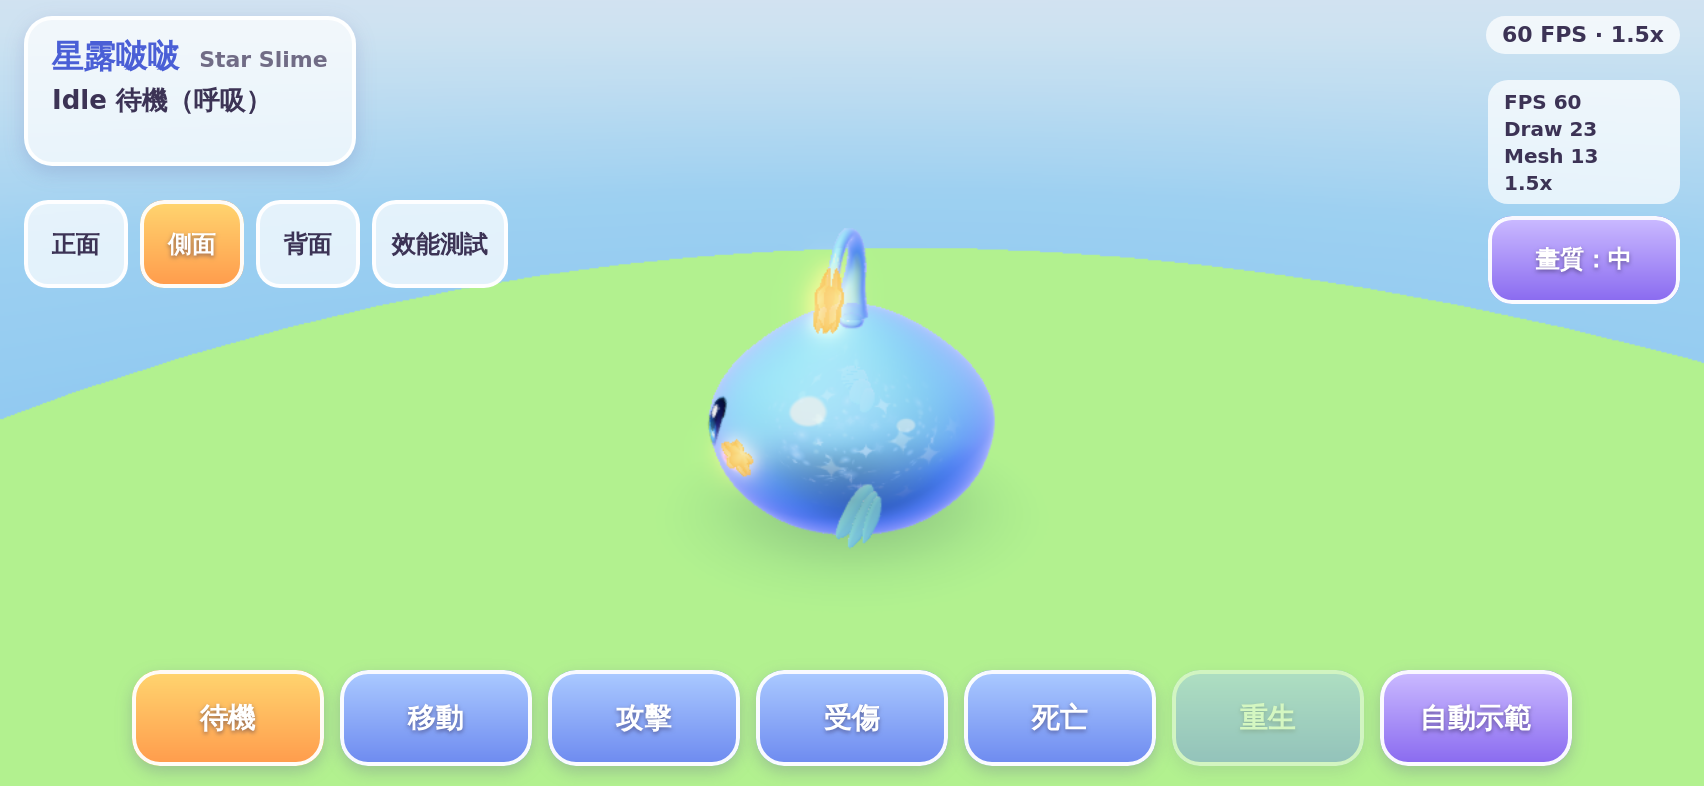 星露啵啵 Star Slime
Idle 待機（呼吸）
60 FPS · 1.5x
FPS 60
Draw 23
Mesh 13
1.5x
正面 側面 背面 效能測試
畫質：中
待機 移動 攻擊 受傷 死亡 重生 自動示範